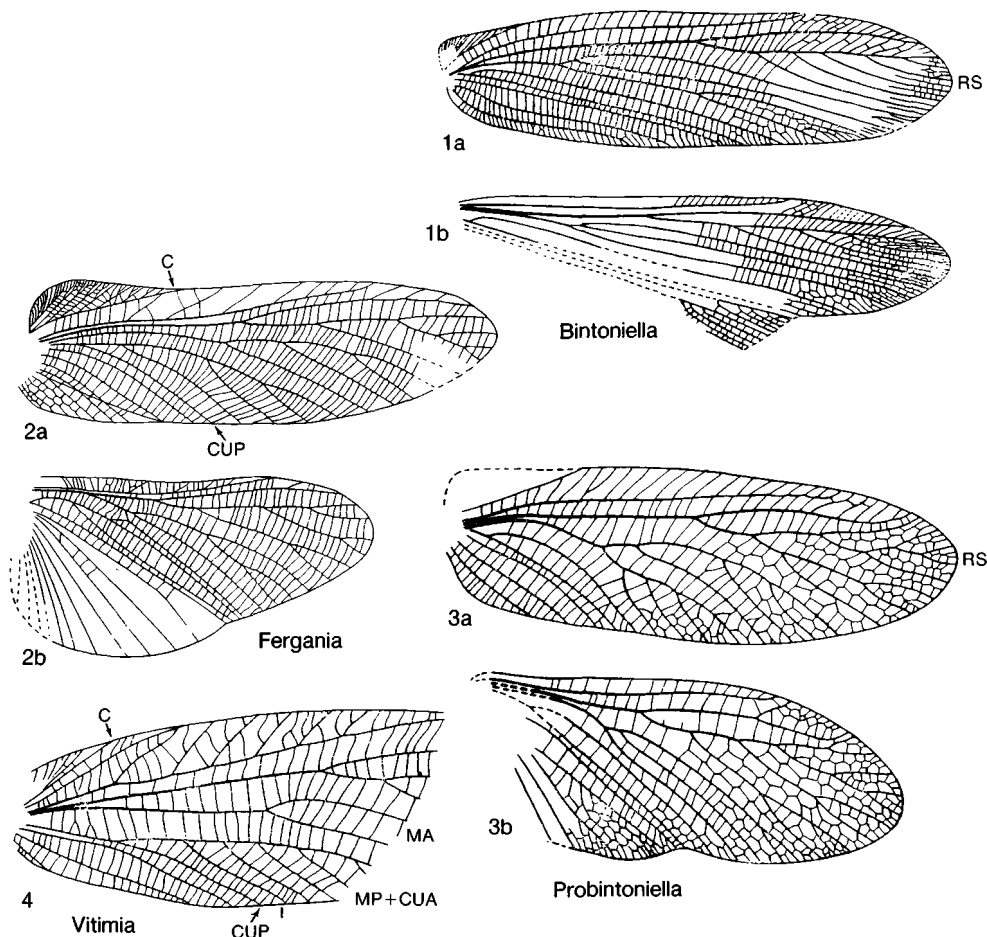 RS
1a
1b
Bintoniella
C
2a
CUP
2b
Fergania
RS
3a
3b
Probintoniella
C
MA
MP+CUA
4
Vitimia
CUP